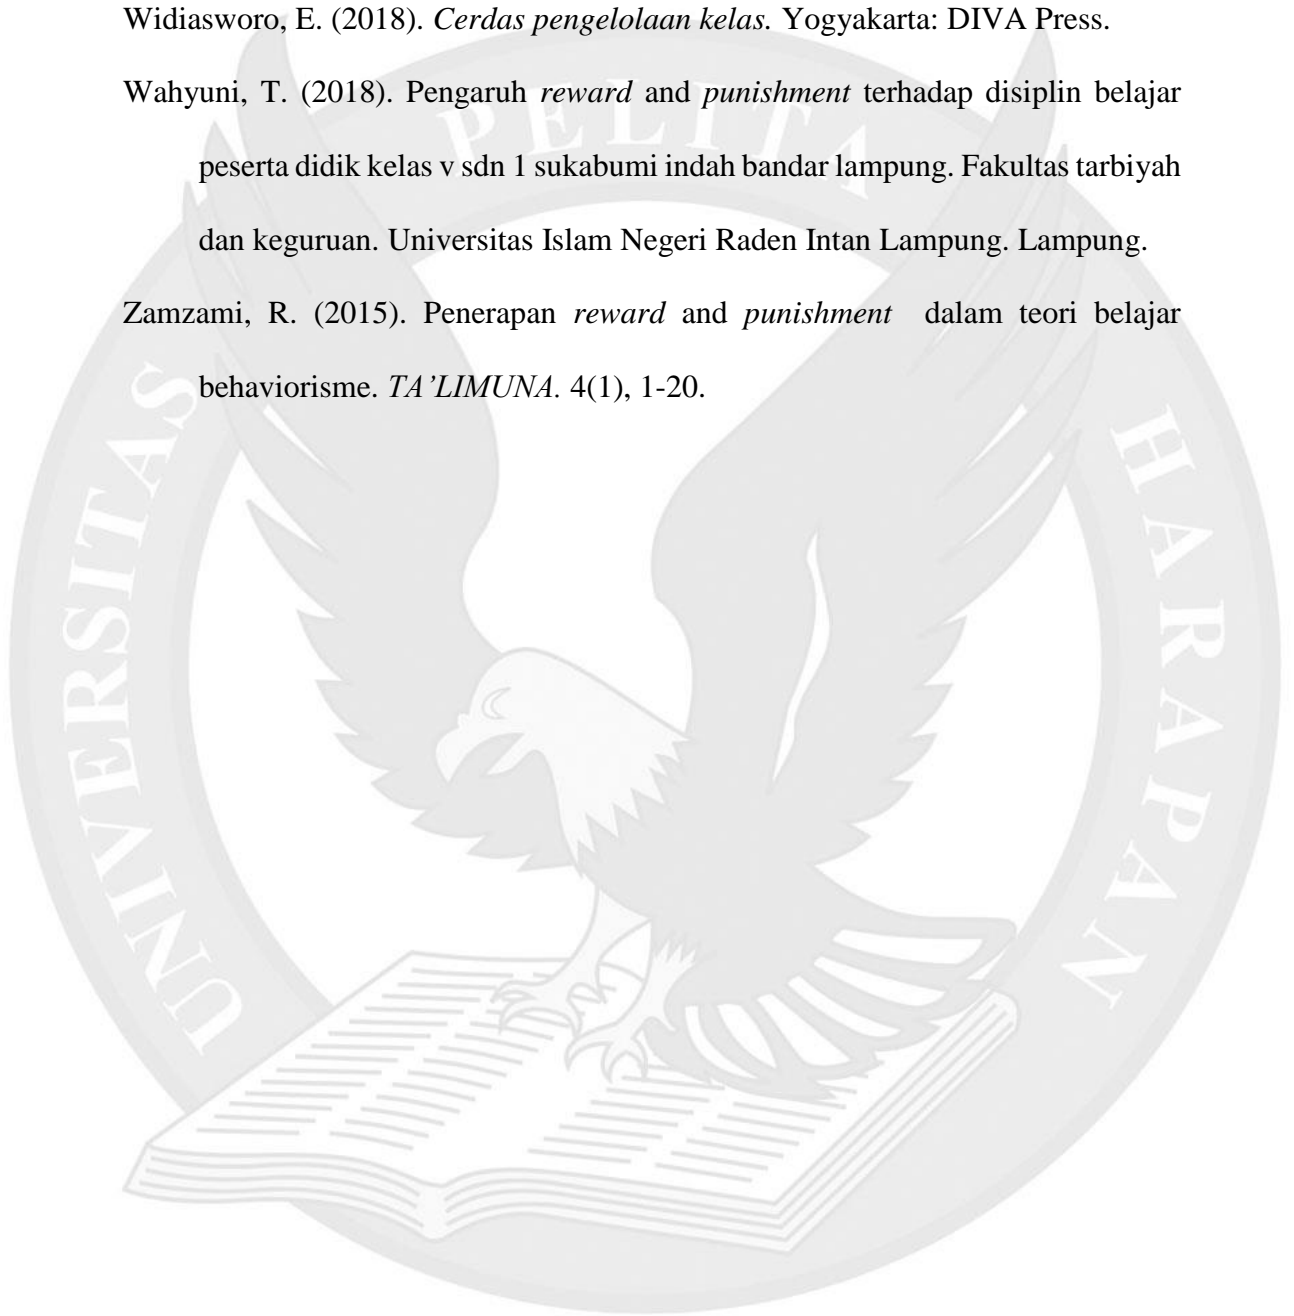 Widiasworo, E. (2018). Cerdas pengelolaan kelas. Yogyakarta: DIVA Press.
Wahyuni, T. (2018). Pengaruh reward and punishment terhadap disiplin belajar
peserta didik kelas v sdn 1 sukabumi indah bandar lampung. Fakultas tarbiyah
dan keguruan. Universitas Islam Negeri Raden Intan Lampung. Lampung.
Zamzami, R. (2015). Penerapan reward and punishment dalam teori belajar
behaviorisme. TA’LIMUNA. 4(1), 1-20.
UNIVERSITAS PELITA HARAPAN